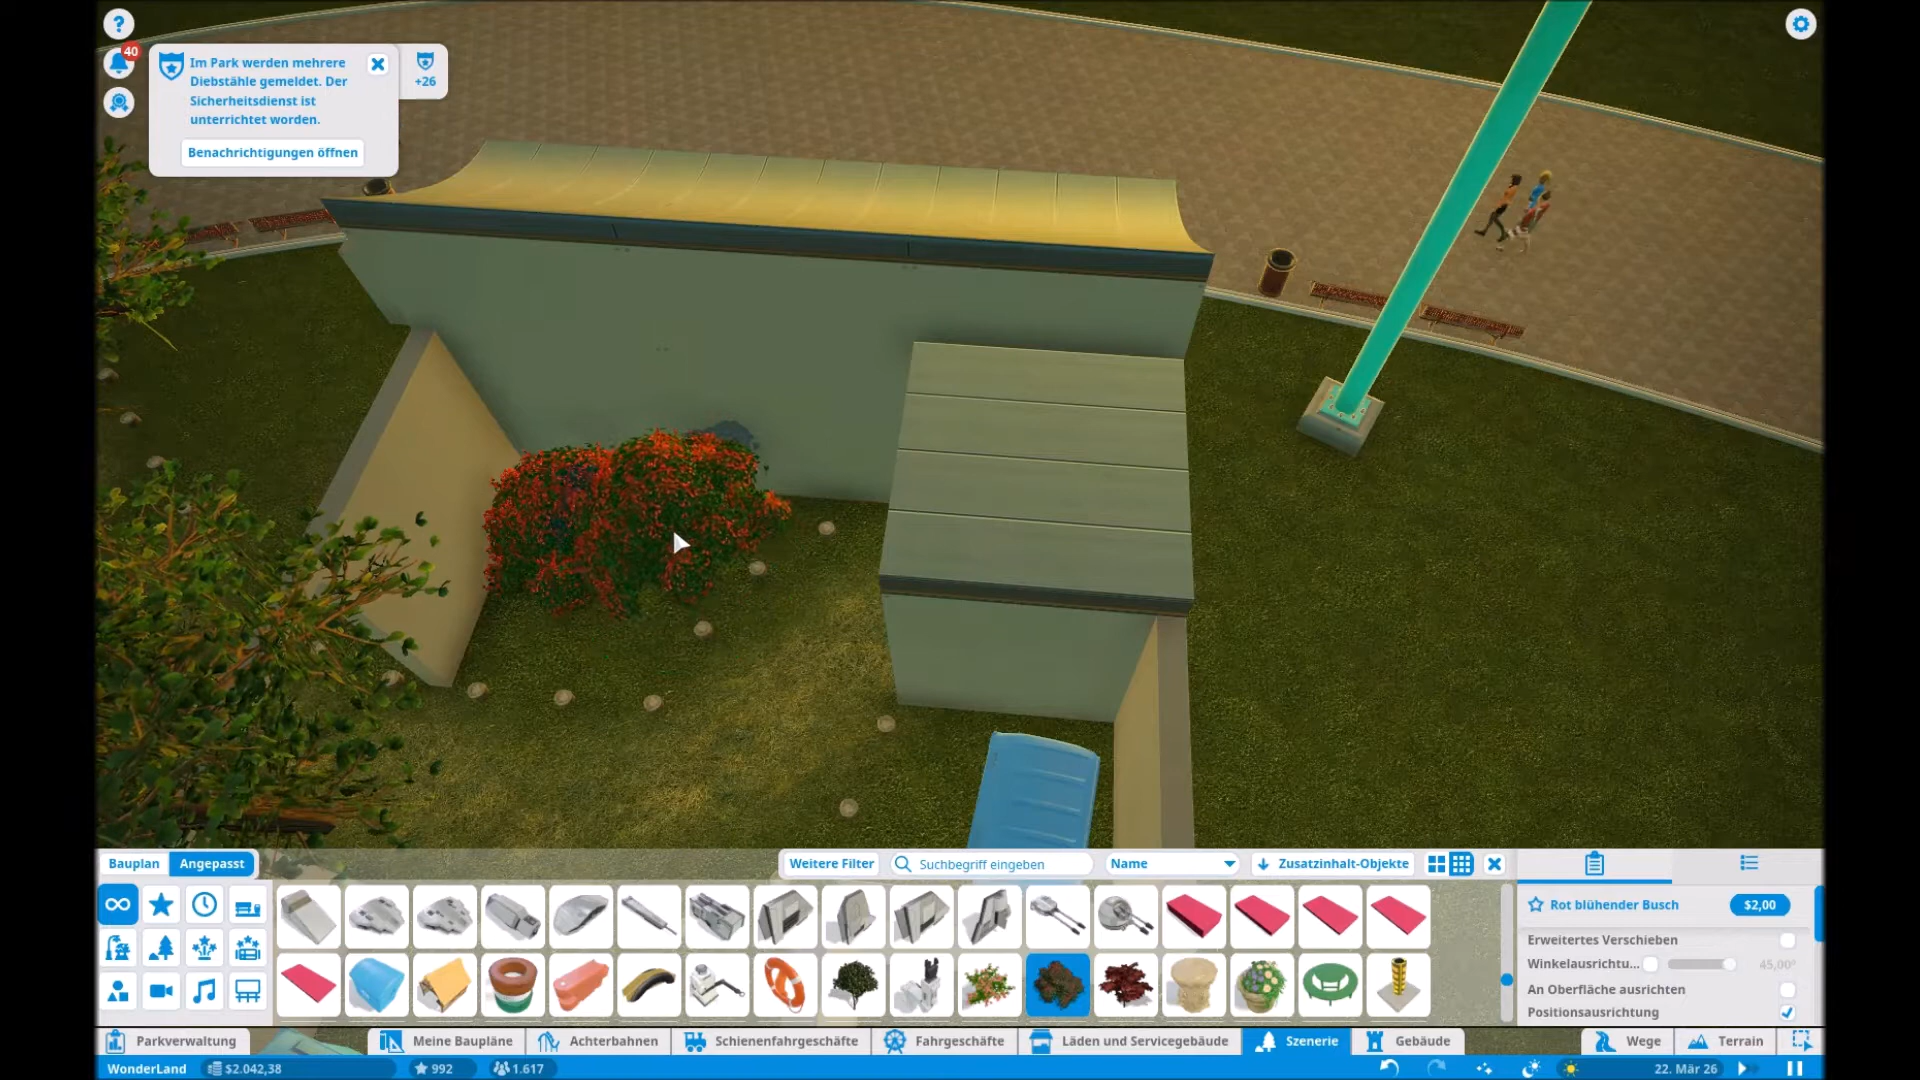 ?
40
Im Park werden mehrere
Diebstähle gemeldet. Der
Sicherheitsdienst ist
unterrichtet worden.
Benachrichtigungen öffnen
+26
Bauplan
Angepasst
Weitere Filter
Suchbegriff eingeben
Name
Zusatzinhalt-Objekte
Rot blühender Busch
$2,00
Erweitertes Verschieben
Winkelausrichtu...
45,00°
An Oberfläche ausrichten
Positionsausrichtung
Parkverwaltung
Meine Baupläne
Achterbahnen
Schienenfahrgeschäfte
Fahrgeschäfte
Läden und Servicegebäude
Szenerie
Gebäude
Wege
Terrain
WonderLand
$2.042,38
992
1.617
22. Mär 26